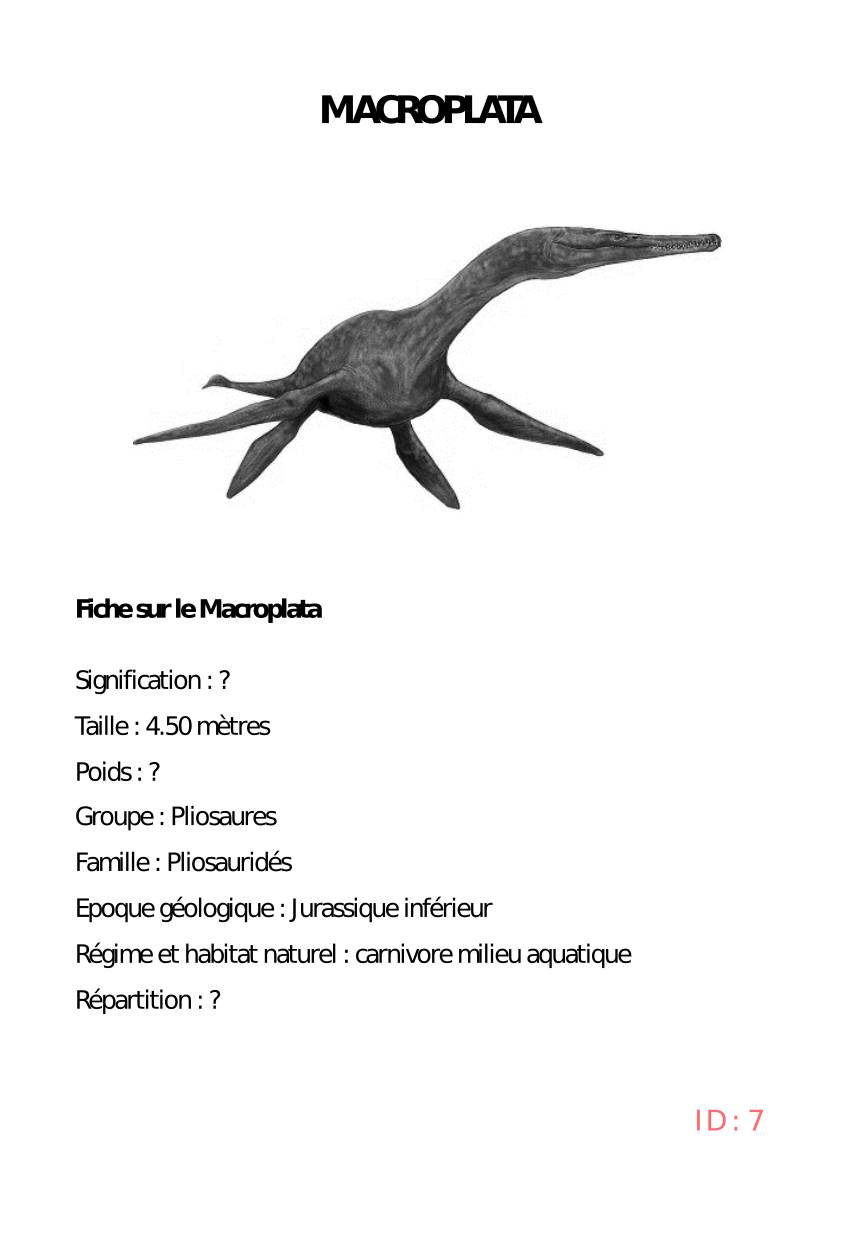 MACROPLATA
Fiche sur le Macroplata
Signification : ?
Taille : 4.50 mètres
Poids : ?
Groupe : Pliosaures
Famille : Pliosauridés
Epoque géologique : Jurassique inférieur
Régime et habitat naturel : carnivore milieu aquatique
Répartition : ?
ID : 7